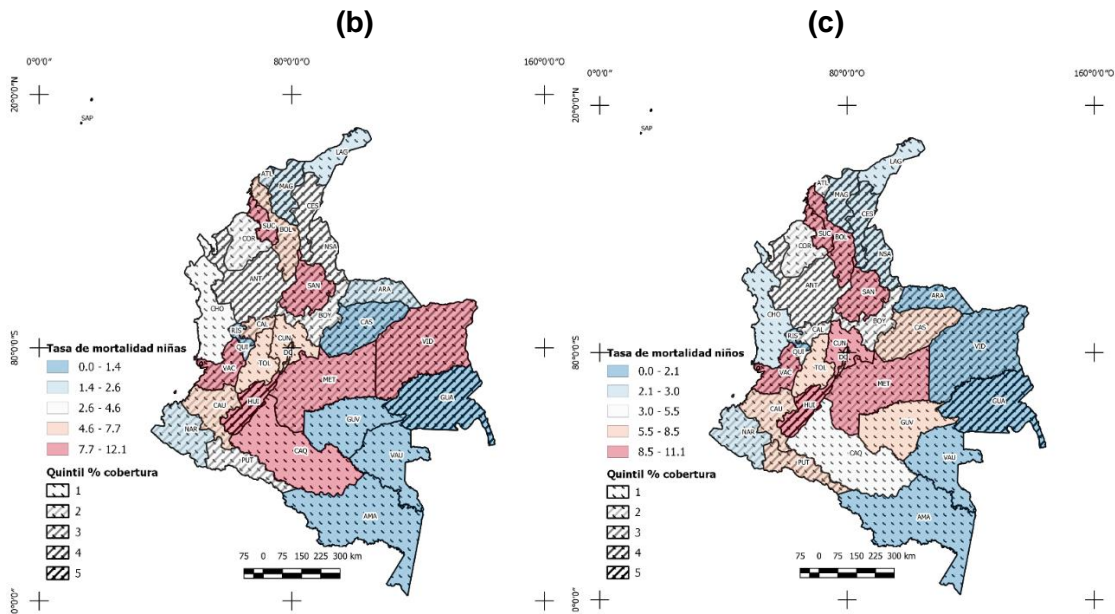 (b)
(c)
0°0'0"
80°0'0"O
160°0'0"O
0°0'0"
80°0'0"O
160°0'0"O
20°0'0"N
20°0'0"N
80°0'0"S
80°0'0"S
0°0'0"
0°0'0"
SAP
LAG
ATL
MAG
CES
SUC
BOL
COR
NSA
ANT
SAN
ARA
CHO
BOY
CAS
CAL
RIS
CUN
VID
QUI
DC
TOL
VAC
MET
GUA
HUI
CAU
GUV
NAR
CAQ
VAU
PUT
AMA
Tasa de mortalidad niñas
0.0 - 1.4
1.4 - 2.6
2.6 - 4.6
4.6 - 7.7
7.7 - 12.1
Quintil % cobertura
1
2
3
4
5
75 0 75 150 225 300 km
SAP
LAG
ATL
MAG
CES
SUC
BOL
COR
NSA
ANT
SAN
ARA
CHO
BOY
CAS
CAL
RIS
CUN
VID
QUI
DC
TOL
VAC
MET
GUA
HUI
CAU
GUV
NAR
CAQ
VAU
PUT
AMA
Tasa de mortalidad niños
0.0 - 2.1
2.1 - 3.0
3.0 - 5.5
5.5 - 8.5
8.5 - 11.1
Quintil % cobertura
1
2
3
4
5
75 0 75 150 225 300 km